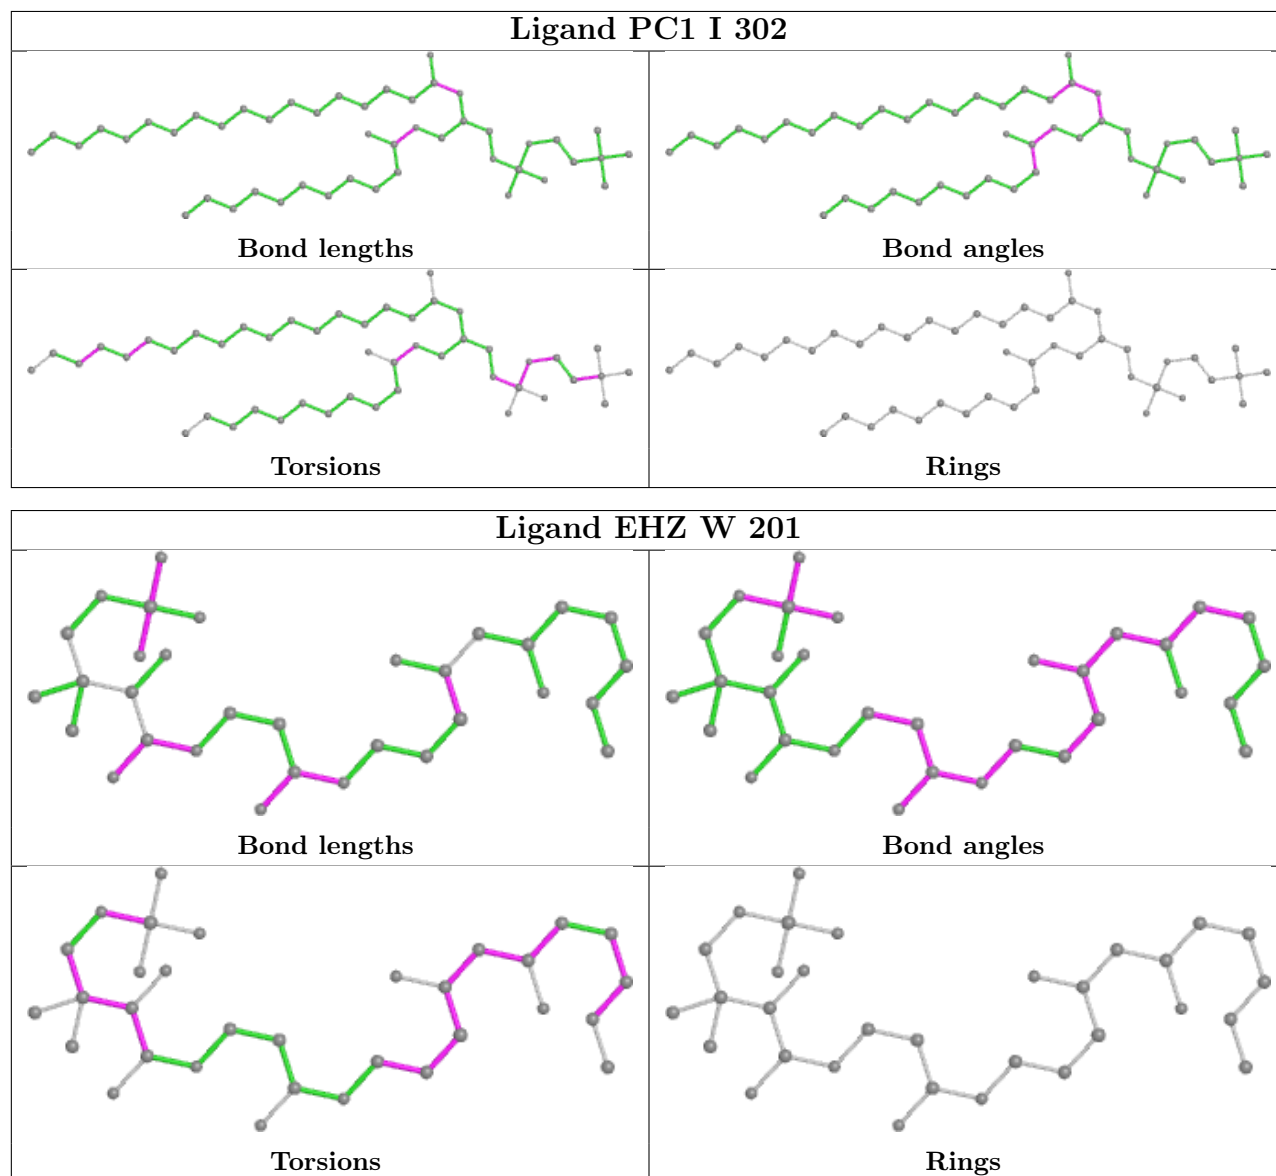 Ligand PC1 I 302
Bond lengths
Bond angles
Torsions
Rings
Ligand EHZ W 201
Bond lengths
Bond angles
Torsions
Rings